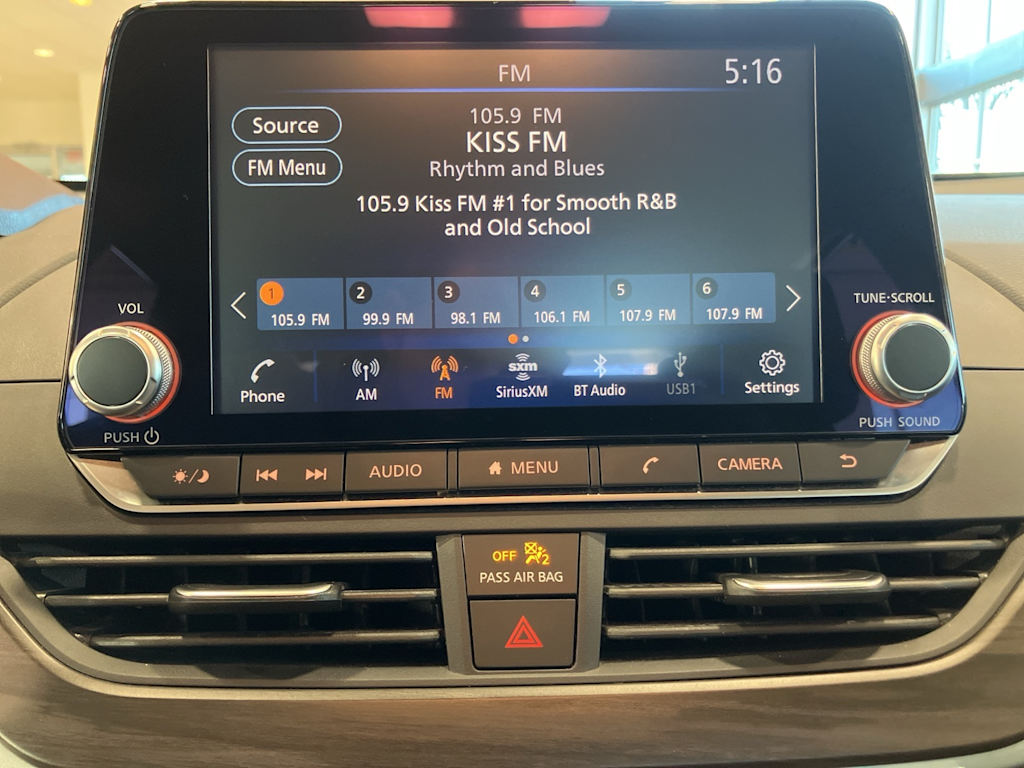 FM
5:16
Source
FM Menu
105.9 FM
KISS FM
Rhythm and Blues
105.9 Kiss FM #1 for Smooth R&B
and Old School
1
105.9 FM
2
99.9 FM
3
98.1 FM
4
106.1 FM
5
107.9 FM
6
107.9 FM
VOL
TUNE·SCROLL
Phone
AM
FM
sxm
SiriusXM
BT Audio
USB1
Settings
PUSH
PUSH SOUND
AUDIO
MENU
CAMERA
OFF
2
PASS AIR BAG